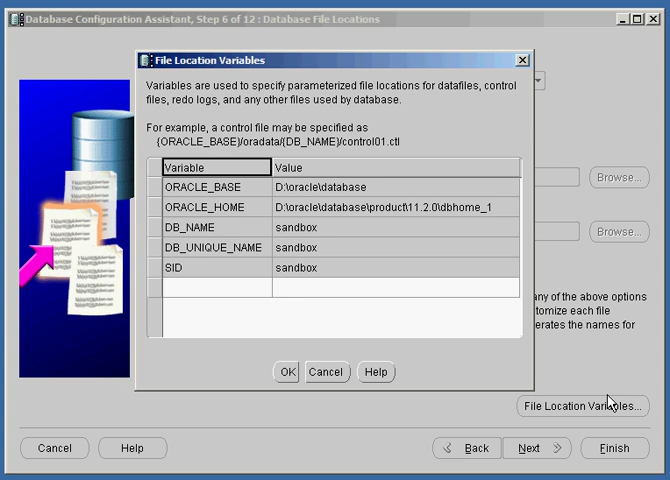 Database Configuration Assistant, Step 6 of 12 : Database File Locations
File Location Variables
Variables are used to specify parameterized file locations for datafiles, control
files, redo logs, and any other files used by database.
For example, a control file may be specified as
{ORACLE_BASE}/oradata/{DB_NAME}/control01.ctl
Variable Value
ORACLE_BASE D:\oracle\database
ORACLE_HOME D:\oracle\database\product\11.2.0\dbhome_1
DB_NAME sandbox
DB_UNIQUE_NAME sandbox
SID sandbox
OK Cancel Help
Browse...
Browse...
any of the above options
tomize each file
erates the names for
File Location Variables...
Cancel Help Back Next Finish